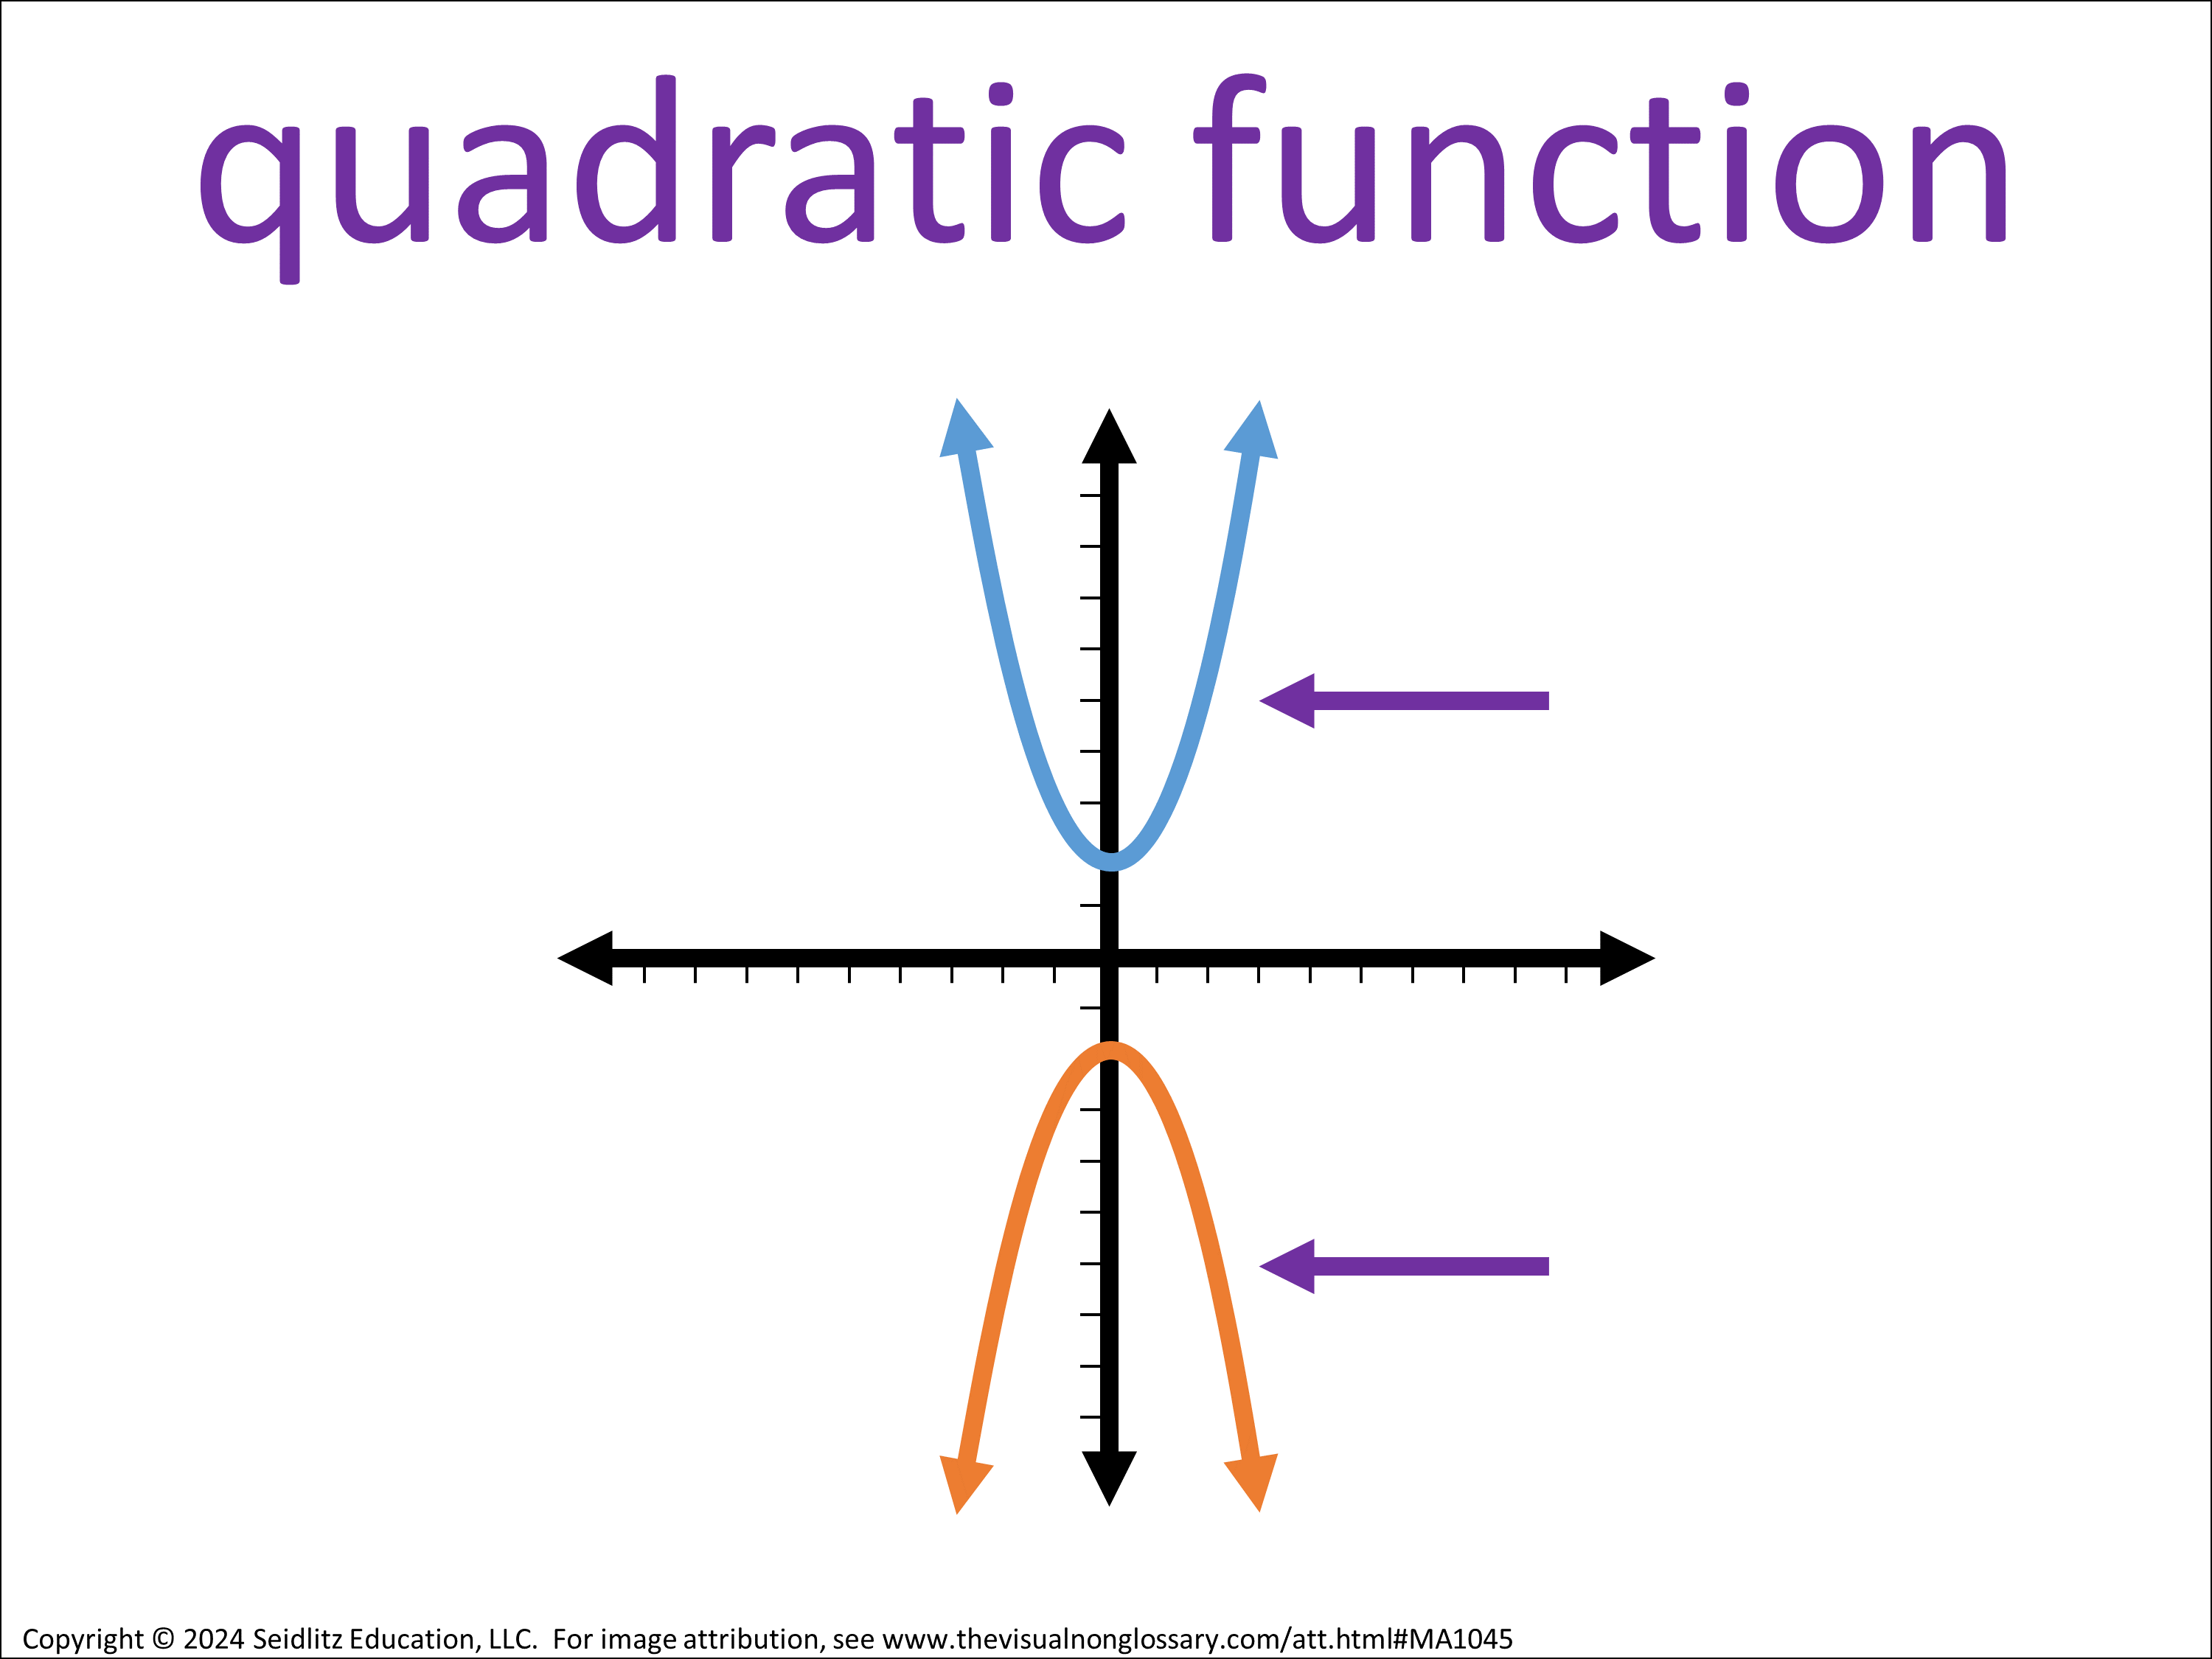 quadratic function
Copyright © 2024 Seidlitz Education, LLC.  For image attribution, see www.thevisualnonglossary.com/att.html#MA1045